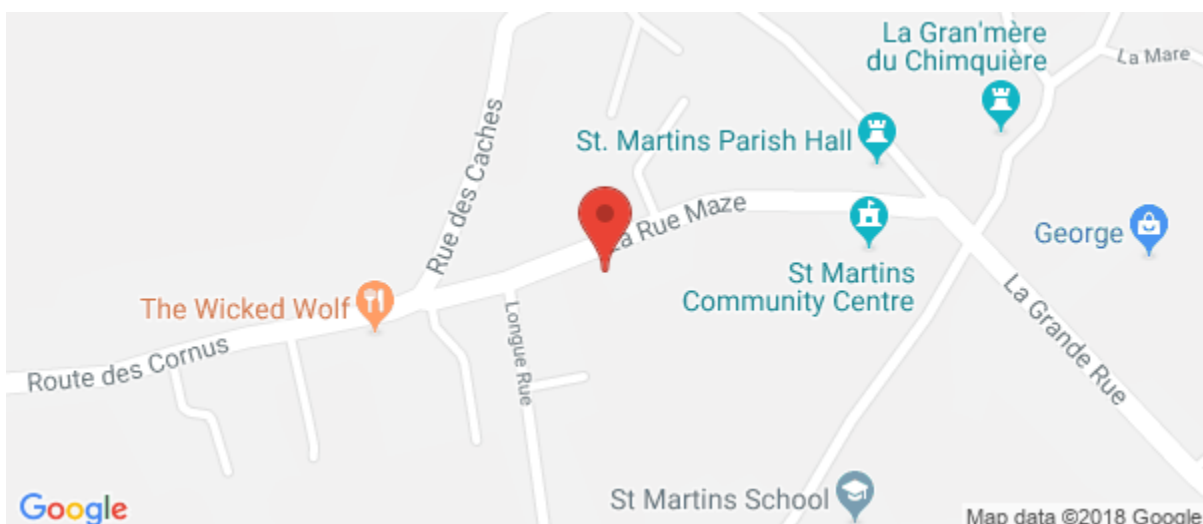 La Gran'mère
du Chimquière
La Mare
Rue des Caches
St. Martins Parish Hall
La Rue Maze
George
St Martins
Community Centre
The Wicked Wolf
Longue Rue
La Grande Rue
Route des Cornus
St Martins School
Google
Map data ©2018 Google